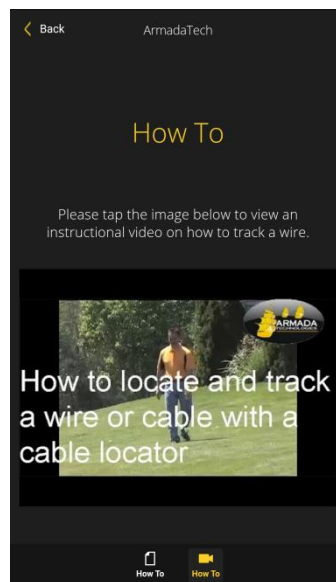 Back
ArmadaTech
How To
Please tap the image below to view an
instructional video on how to track a wire.
ARMADA
TECHNOLOGIES
How to locate and track
a wire or cable with a
cable locator
How To
How To